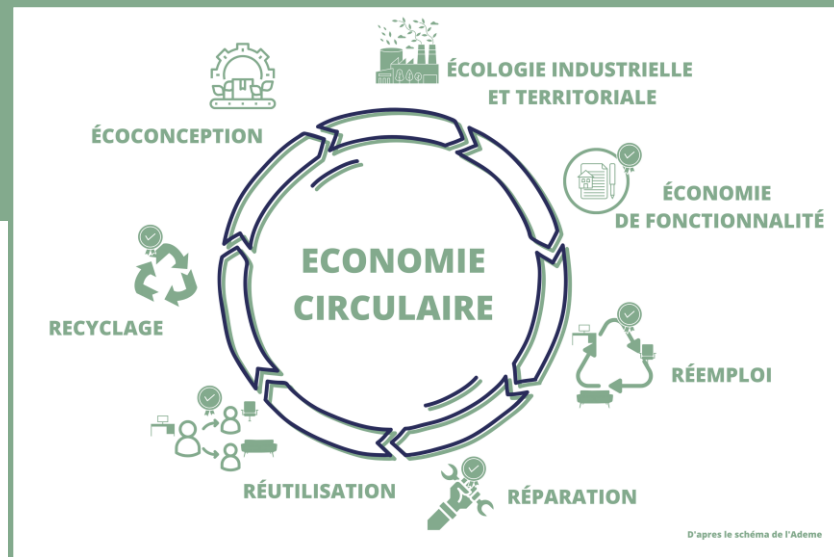 ÉCOLOGIE INDUSTRIELLE
ET TERRITORIALE
ÉCOCONCEPTION
ÉCONOMIE
DE FONCTIONNALITÉ
ECONOMIE
CIRCULAIRE
RECYCLAGE
RÉEMPLOI
RÉUTILISATION
RÉPARATION
D'apres le schéma de l'Ademe